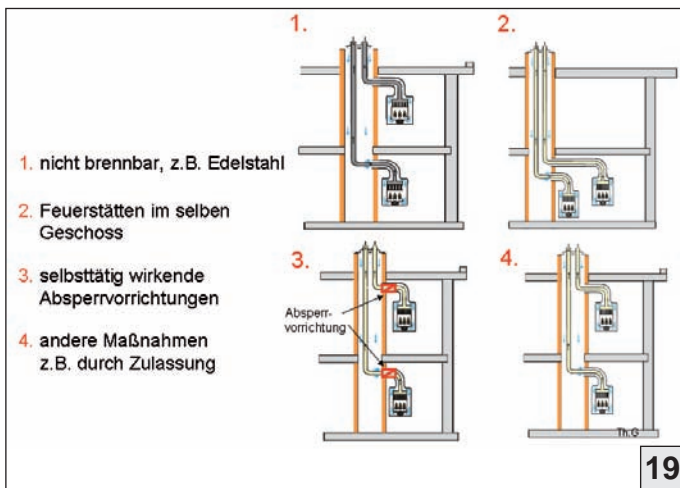 1. nicht brennbar, z.B. Edelstahl
2. Feuerstätten im selben
Geschoss
3. selbsttätig wirkende
Absperrvorrichtungen
4. andere Maßnahmen
z.B. durch Zulassung
1.
2.
3.
Absperr-
vorrichtung
4.
Th.G
19